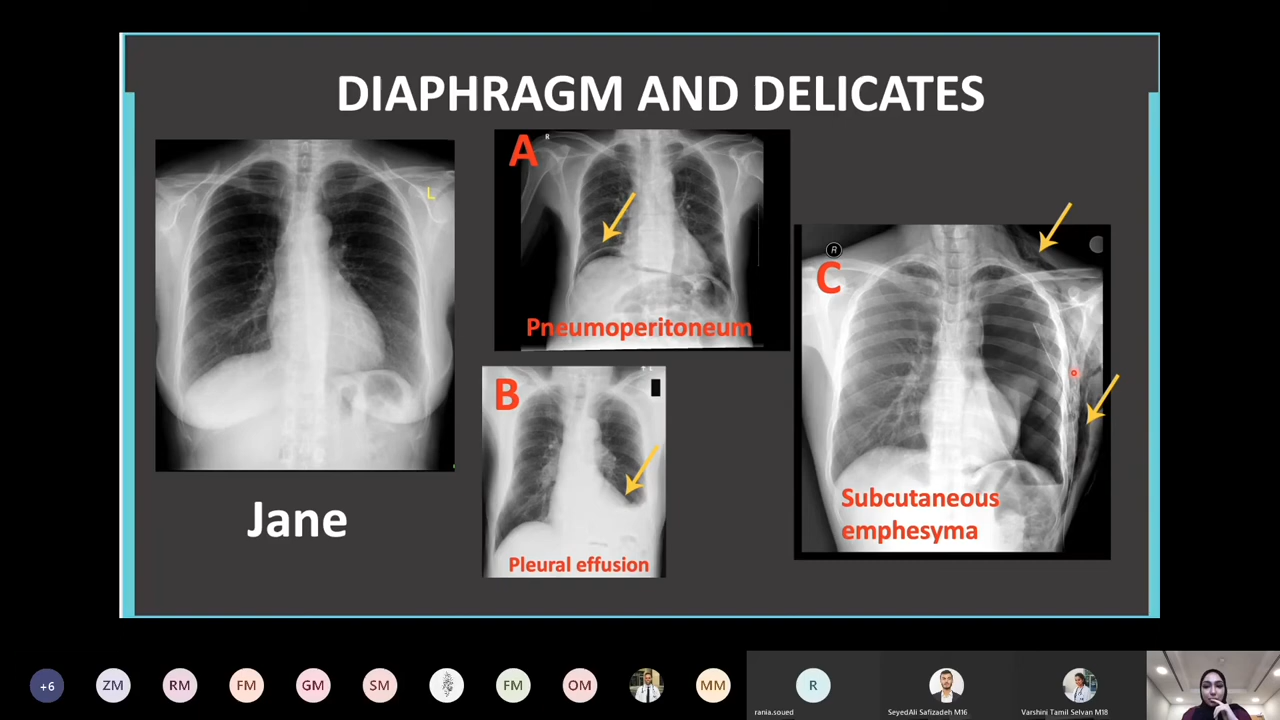 DIAPHRAGM AND DELICATES
L
Jane
A
R
Pneumoperitoneum
B
Pleural effusion
R
C
Subcutaneous
emphesyma
+6
ZM
RM
FM
GM
SM
FM
OM
MM
R
rania.soued
SeyedAli Safizadeh M16
Varshini Tamil Selvan M18